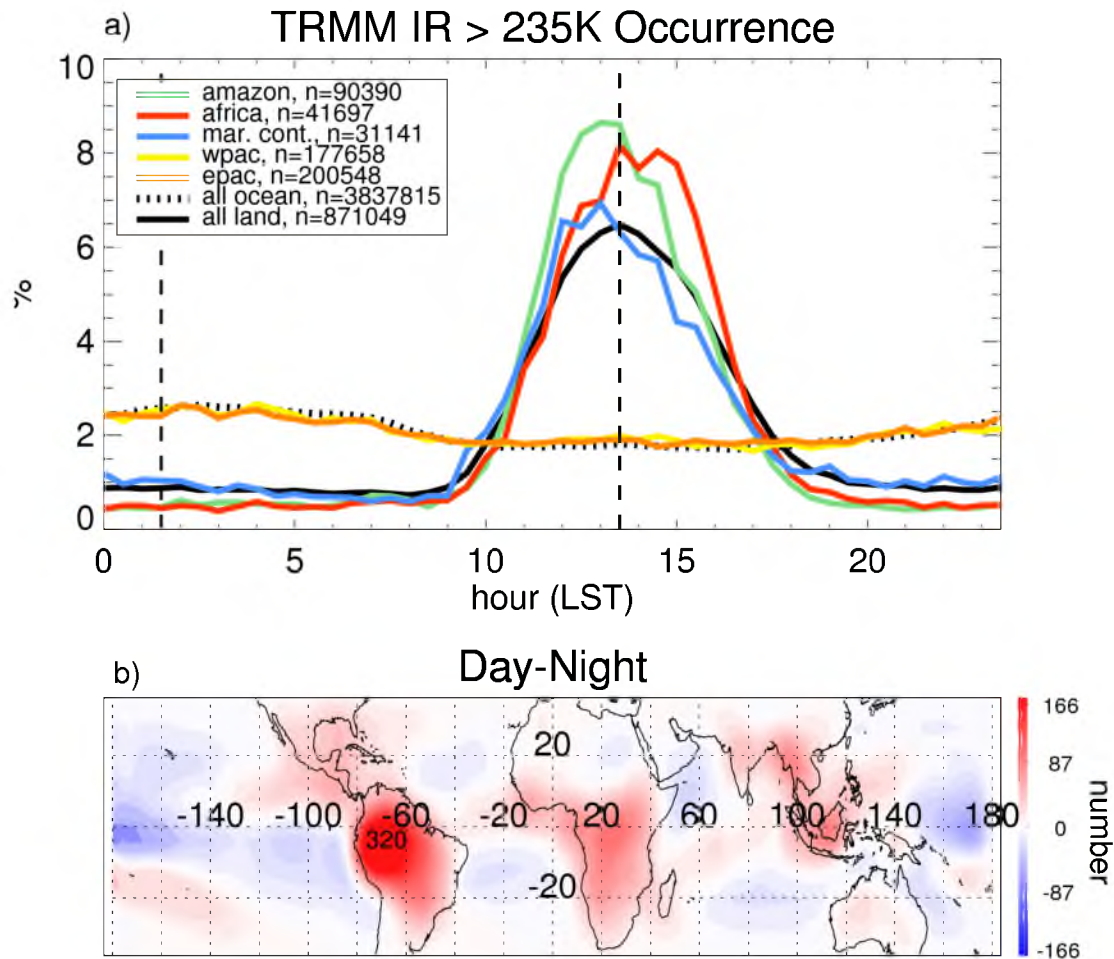 a) TRMM IR > 235K Occurrence
10
amazon, n=90390
africa, n=41697
mar. cont., n=31141
wpac, n=177658
epac, n=200548
all ocean, n=3837815
all land, n=871049
8
6
%
4
2
0
0 5 10 15 20
hour (LST)
b) Day-Night
166
20
87
-140 -100 -60 -20 20 60 100 140 180
0
320
number
-20
-87
-166